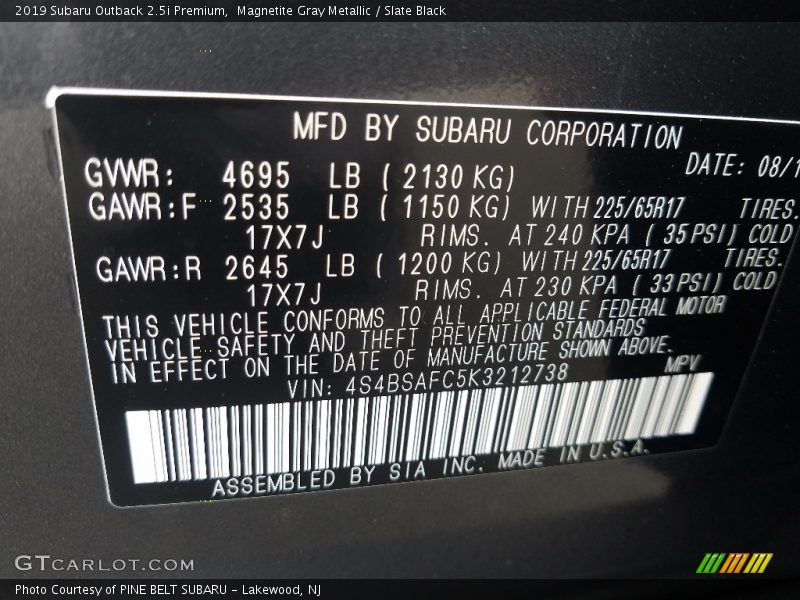 2019 Subaru Outback 2.5i Premium,  Magnetite Gray Metallic / Slate Black
MFD BY SUBARU CORPORATION
DATE: 08/1
GVWR: 4695 LB ( 2130 KG)
GAWR:F 2535 LB ( 1150 KG) WITH 225/65R17 TIRES.
17X7J RIMS. AT 240 KPA ( 35 PSI) COLD
GAWR:R 2645 LB ( 1200 KG) WITH 225/65R17 TIRES.
17X7J RIMS. AT 230 KPA ( 33 PSI) COLD
THIS VEHICLE CONFORMS TO ALL APPLICABLE FEDERAL MOTOR
VEHICLE SAFETY AND THEFT PREVENTION STANDARDS
IN EFFECT ON THE DATE OF MANUFACTURE SHOWN ABOVE.
VIN: 4S4BSAFC5K3212738 MPV
ASSEMBLED BY SIA INC. MADE IN U.S.A.
GTCARLOT.COM
Photo Courtesy of PINE BELT SUBARU - Lakewood, NJ